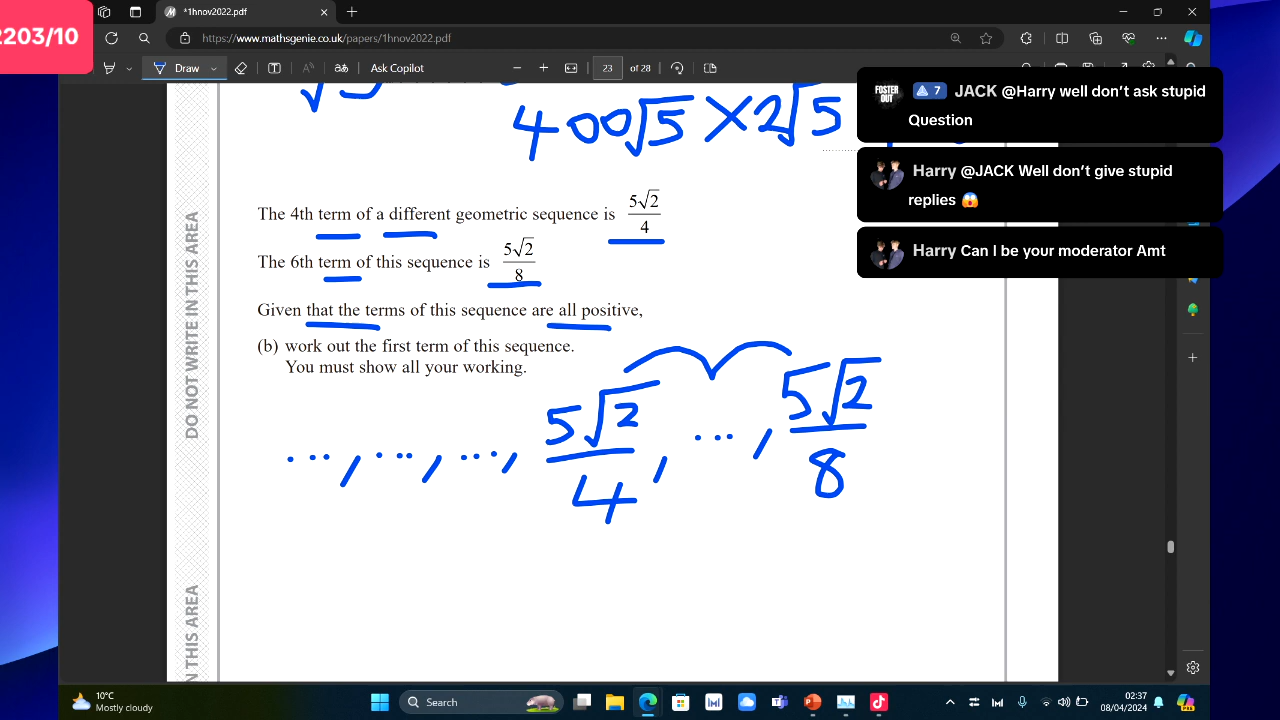 2203/10
*1hnov2022.pdf
https://www.mathsgenie.co.uk/papers/1hnov2022.pdf
Draw
Ask Copilot
23 of 28
400√5 × 2√5
FOSTER OUT
7 JACK @Harry well don't ask stupid
Question
Harry @JACK Well don't give stupid
replies 😱
Harry Can I be your moderator Amt
The 4th term of a different geometric sequence is 5√2/4
The 6th term of this sequence is 5√2/8
Given that the terms of this sequence are all positive,
(b) work out the first term of this sequence.
You must show all your working.
..., ..., ..., 5√2/4, ..., 5√2/8
DO NOT WRITE IN THIS AREA
N THIS AREA
10°C
Mostly cloudy
Search
02:37
08/04/2024